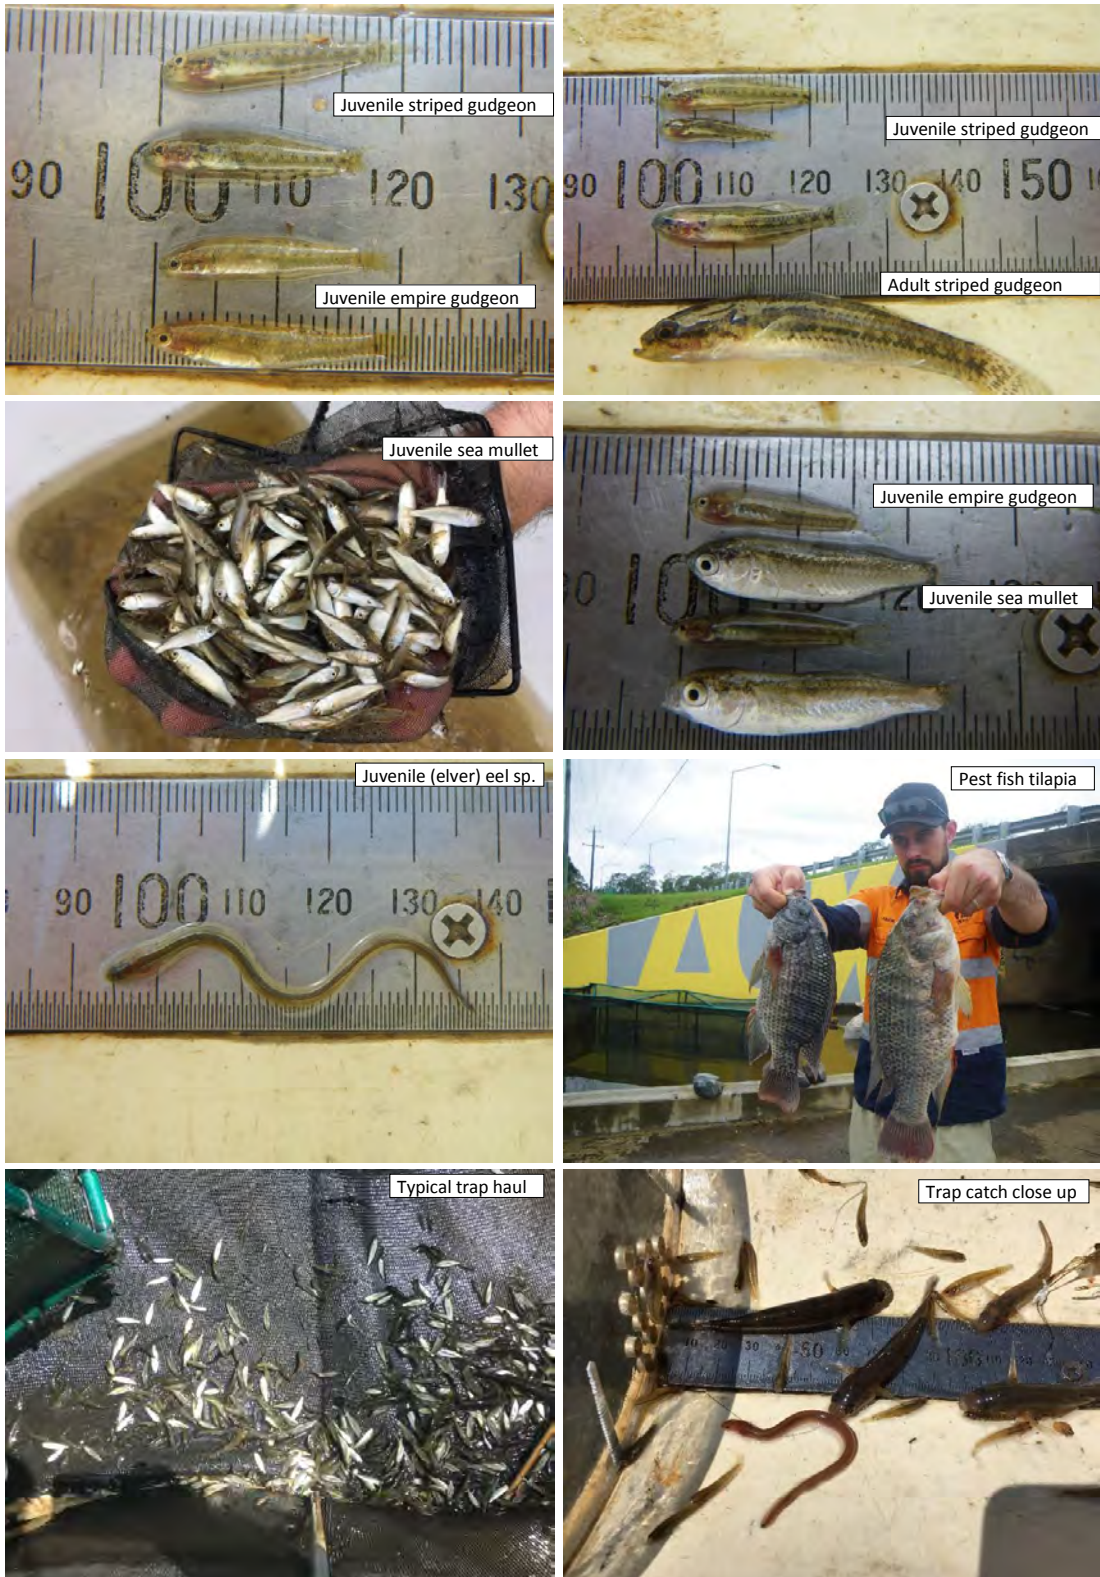 Juvenile striped gudgeon
90 100 110 120 130
Juvenile empire gudgeon
Juvenile striped gudgeon
90 100 110 120 130 140 150
Adult striped gudgeon
Juvenile sea mullet
Juvenile empire gudgeon
Juvenile sea mullet
Juvenile (elver) eel sp.
90 100 110 120 130 140
Pest fish tilapia
Typical trap haul
Trap catch close up